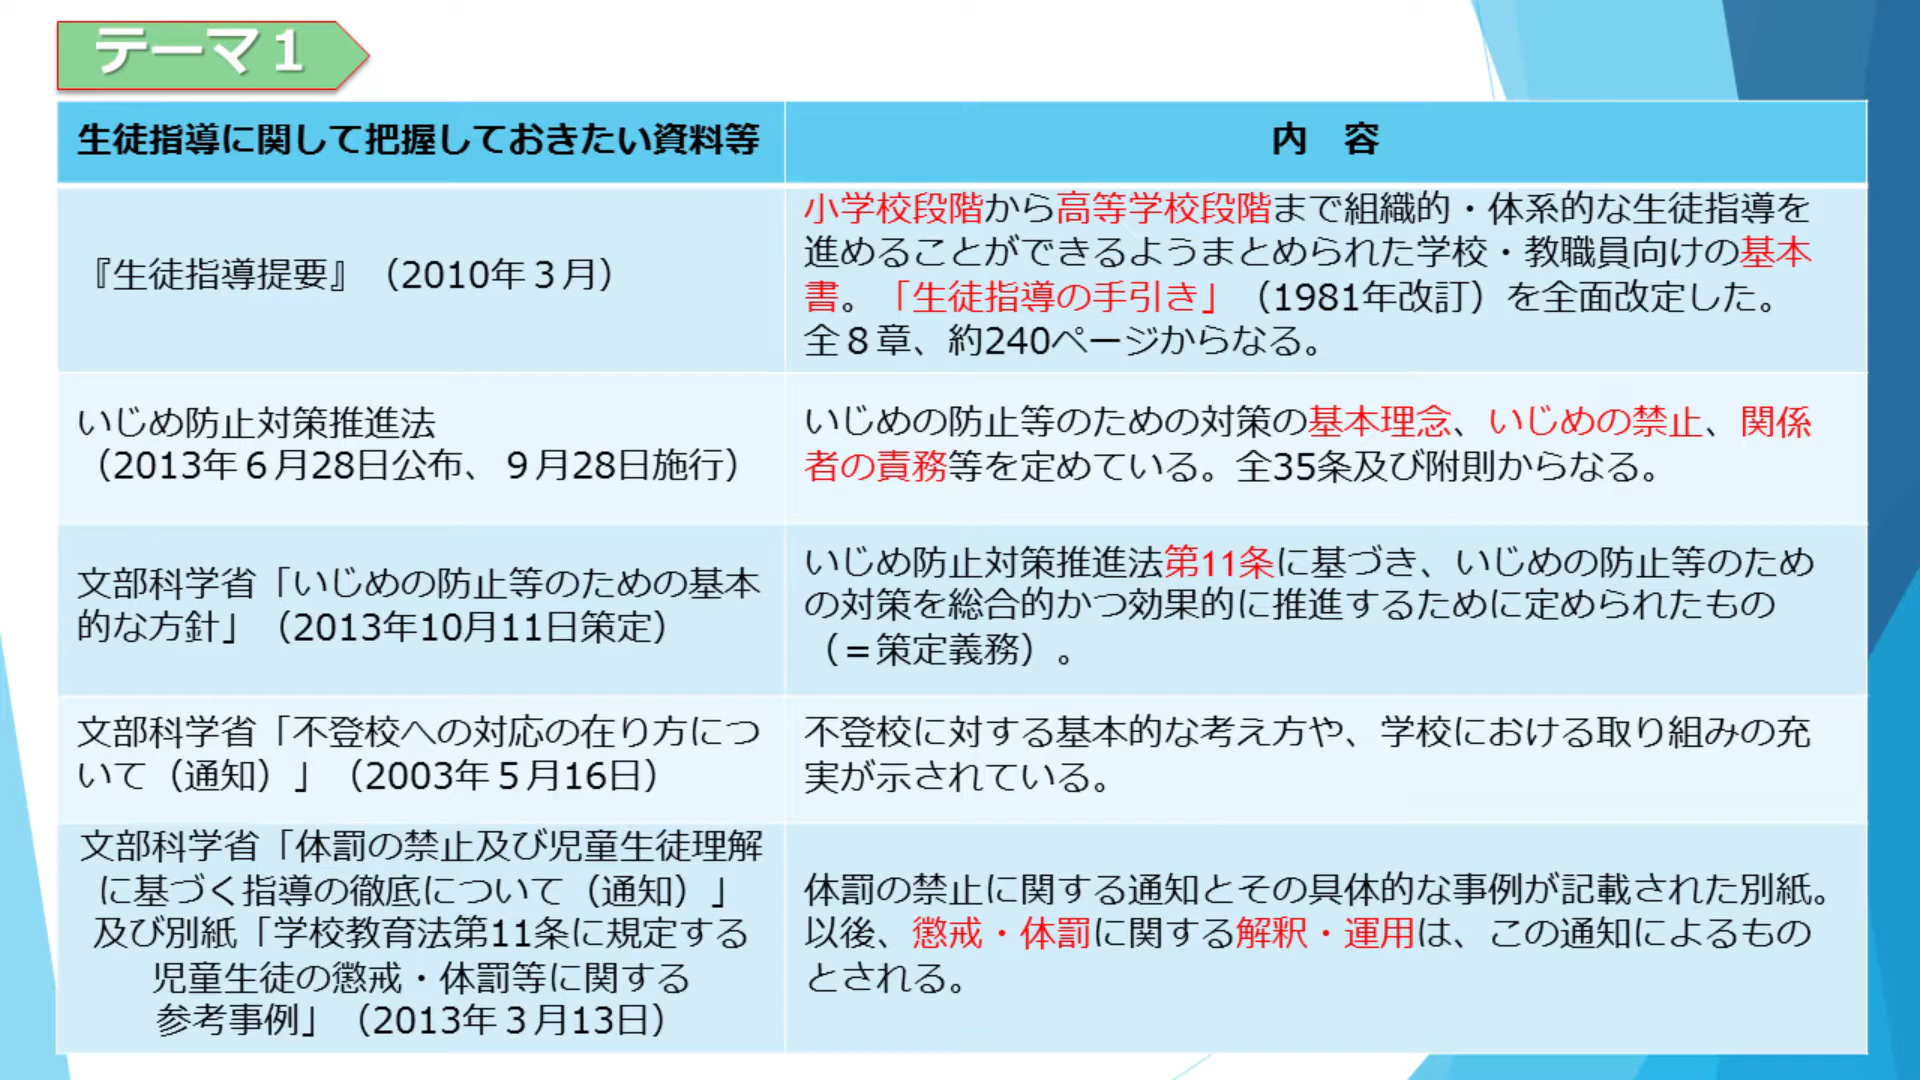 テーマ１
生徒指導に関して把握しておきたい資料等
内　容
『生徒指導提要』（2010年３月）
小学校段階から高等学校段階まで組織的・体系的な生徒指導を
進めることができるようまとめられた学校・教職員向けの基本
書。「生徒指導の手引き」（1981年改訂）を全面改定した。
全８章、約240ページからなる。
いじめ防止対策推進法
（2013年６月28日公布、９月28日施行）
いじめの防止等のための対策の基本理念、いじめの禁止、関係
者の責務等を定めている。全35条及び附則からなる。
文部科学省「いじめの防止等のための基本
的な方針」（2013年10月11日策定）
いじめ防止対策推進法第11条に基づき、いじめの防止等のため
の対策を総合的かつ効果的に推進するために定められたもの
（＝策定義務）。
文部科学省「不登校への対応の在り方につ
いて（通知）」（2003年５月16日）
不登校に対する基本的な考え方や、学校における取り組みの充
実が示されている。
文部科学省「体罰の禁止及び児童生徒理解
に基づく指導の徹底について（通知）」
及び別紙「学校教育法第11条に規定する
児童生徒の懲戒・体罰等に関する
参考事例」（2013年３月13日）
体罰の禁止に関する通知とその具体的な事例が記載された別紙。
以後、懲戒・体罰に関する解釈・運用は、この通知によるもの
とされる。